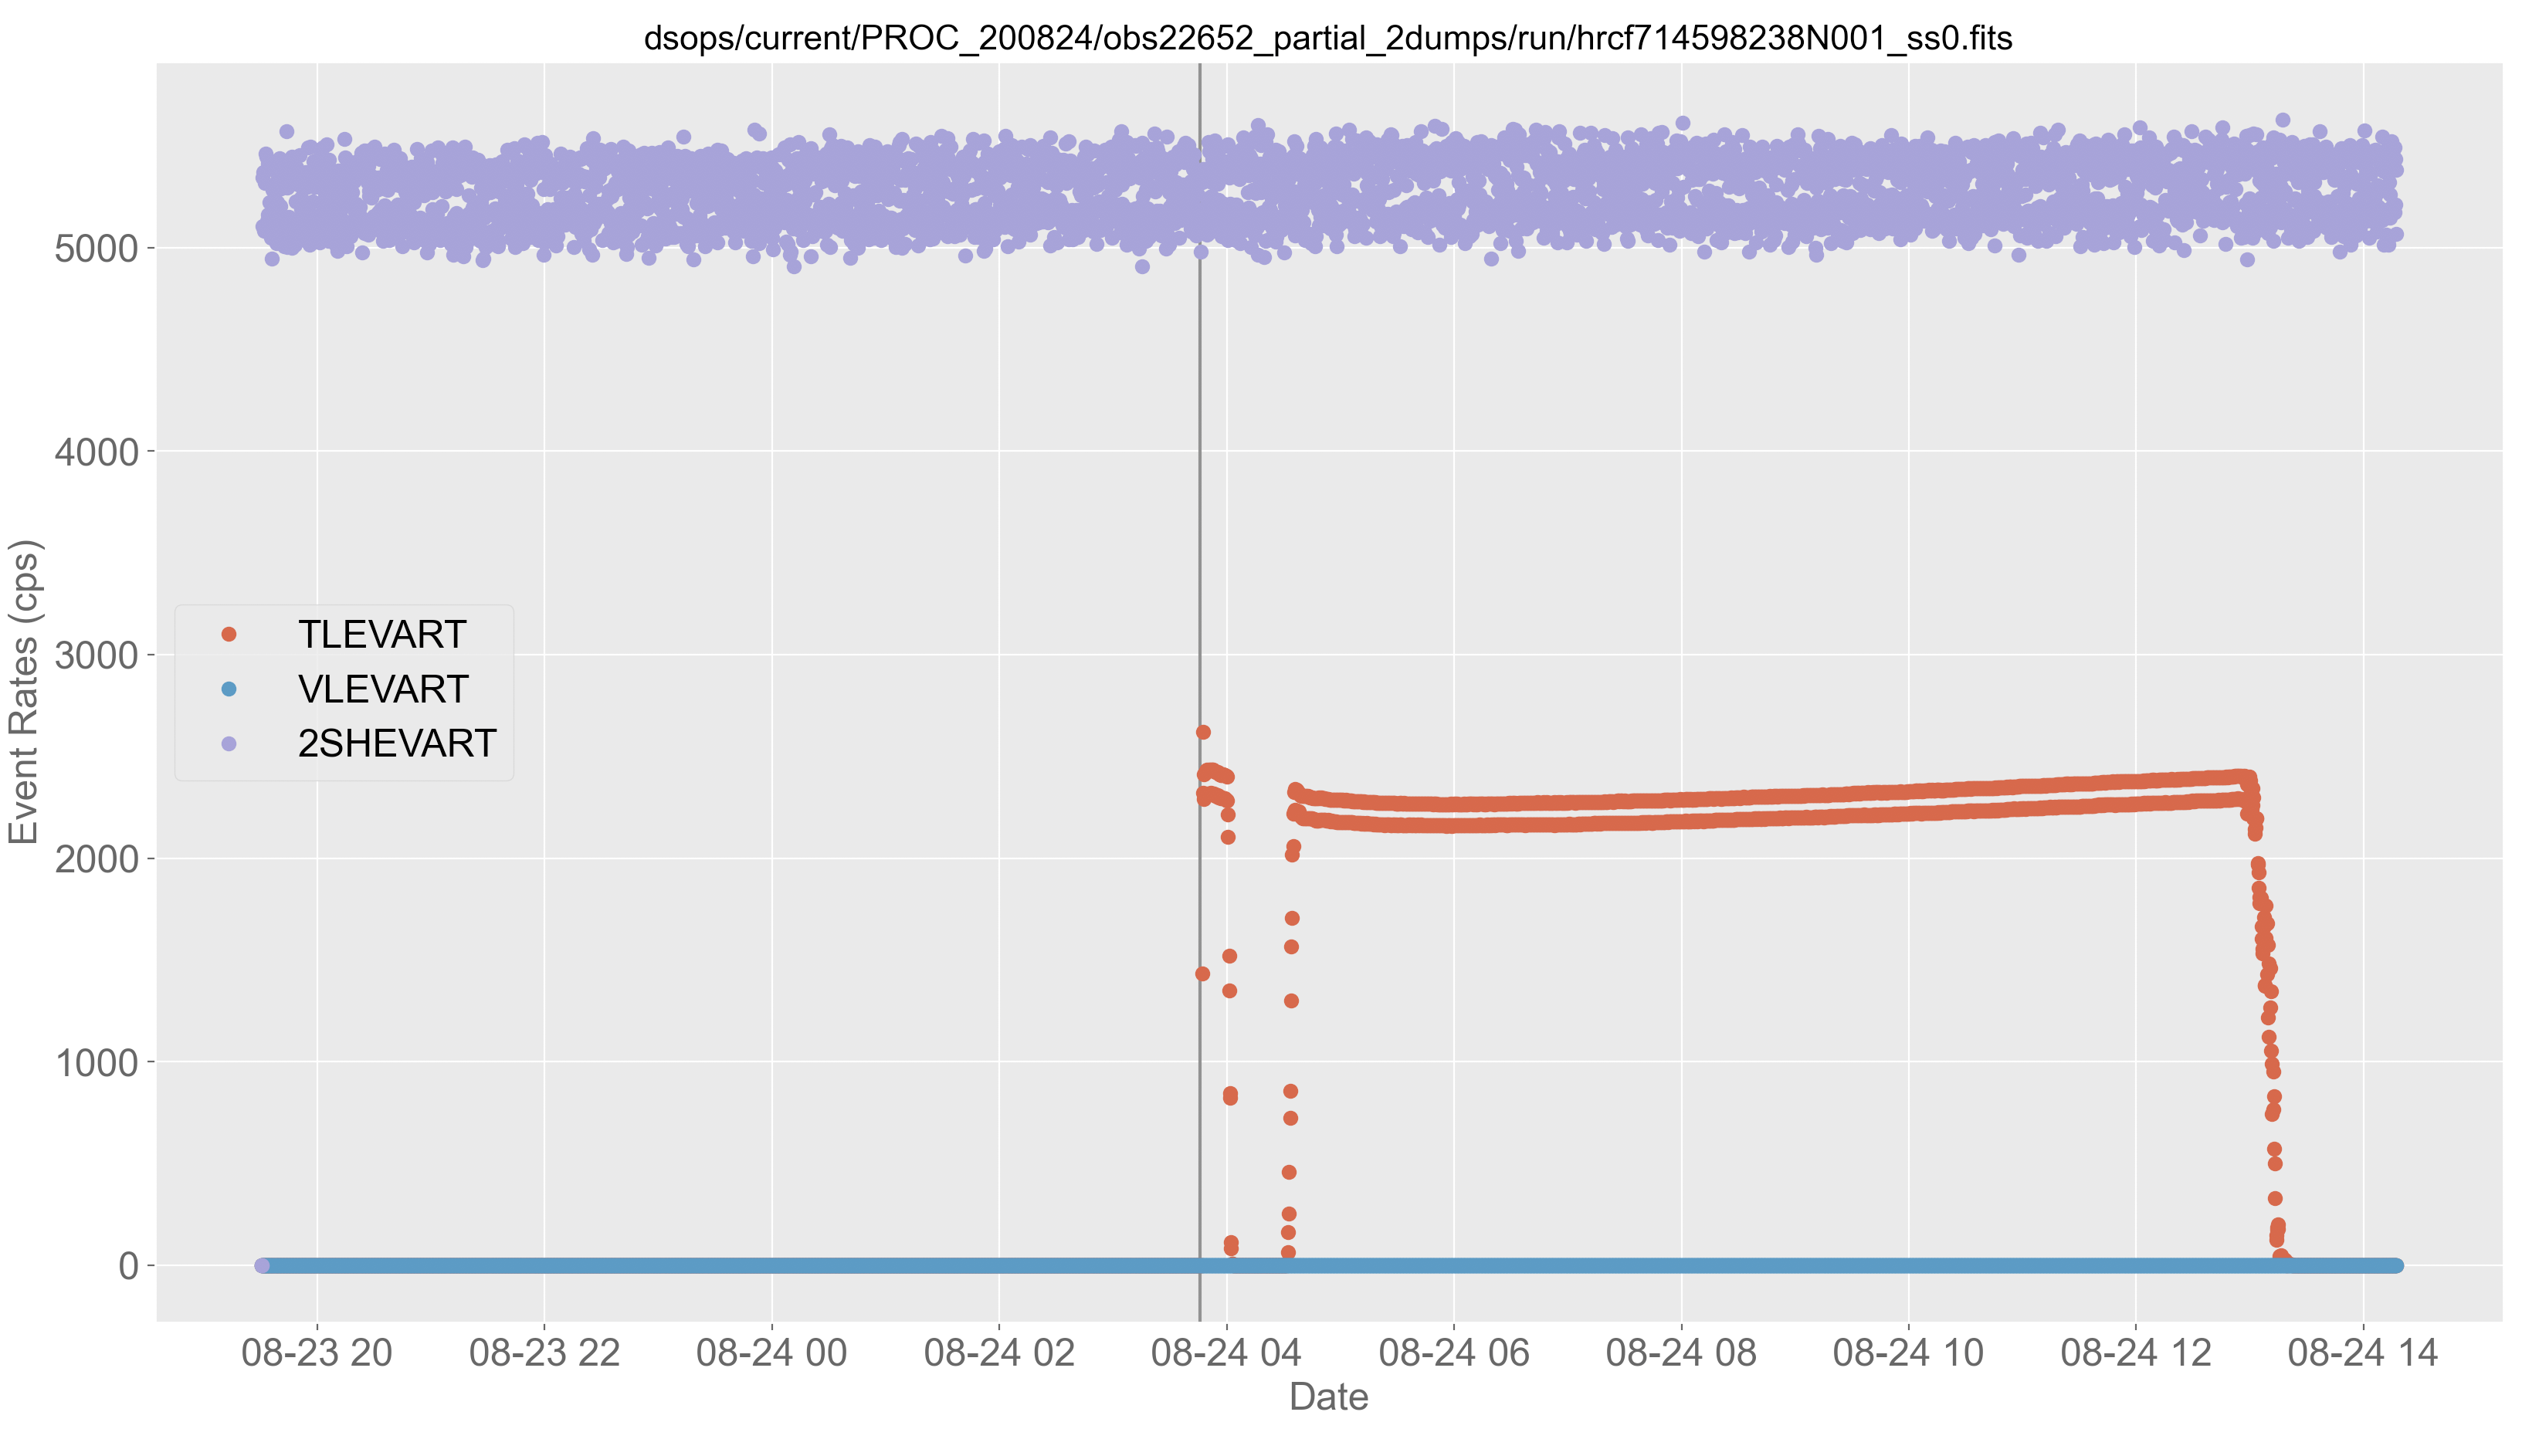 dsops/current/PROC_200824/obs22652_partial_2dumps/run/hrcf714598238N001_ss0.fits
Event Rates (cps)
5000
4000
3000
2000
1000
0
TLEVART
VLEVART
2SHEVART
08-23 20 08-23 22 08-24 00 08-24 02 08-24 04 08-24 06 08-24 08 08-24 10 08-24 12 08-24 14
Date